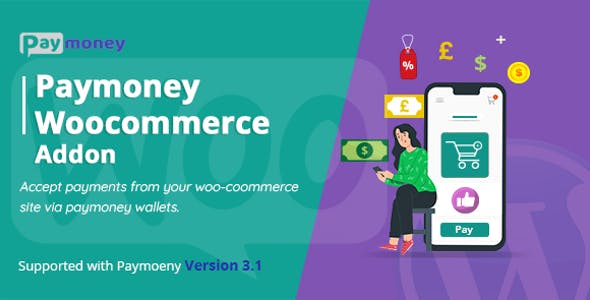 Paymoney
Paymoney
Woocommerce
Addon
Accept payments from your woo-coommerce
site via paymoney wallets.
Supported with Paymoeny Version 3.1
Woo
%
£
$
£
$
$
Pay